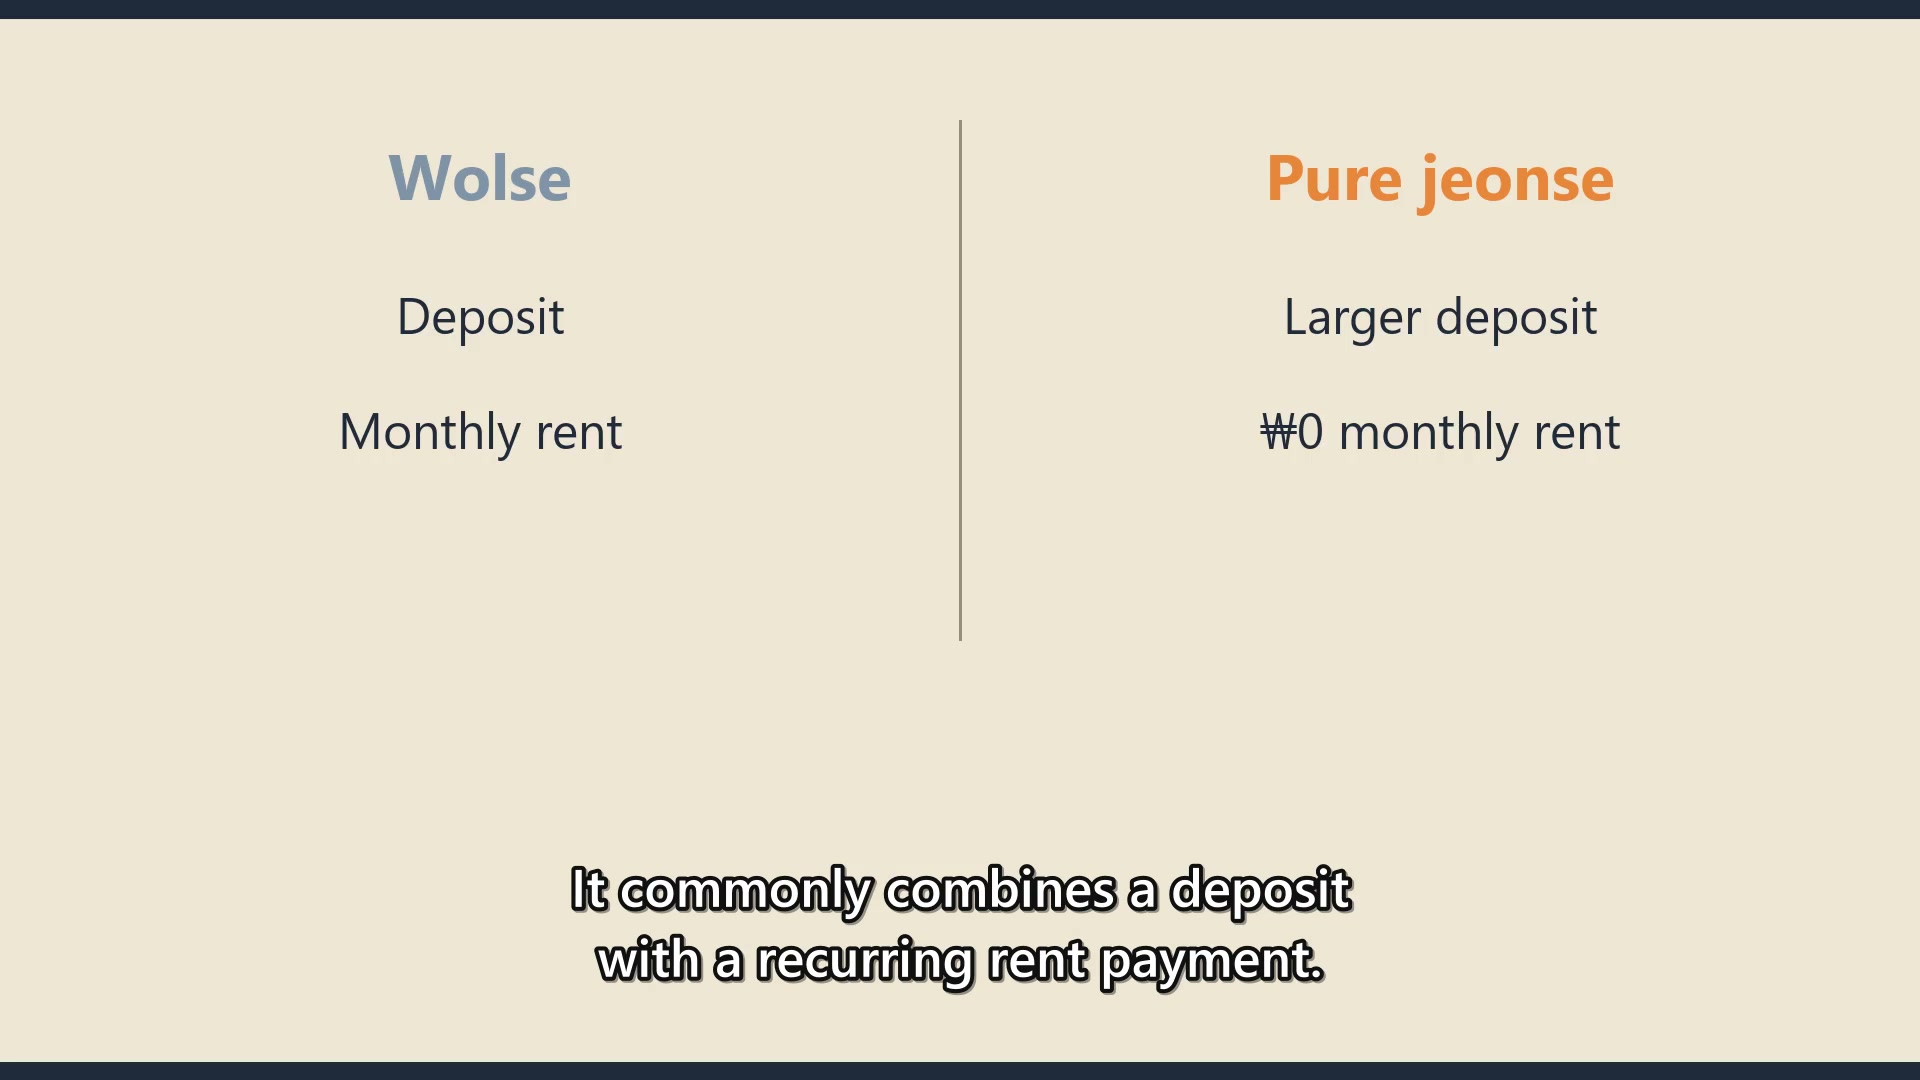 Wolse
Deposit
Monthly rent
Pure jeonse
Larger deposit
₩0 monthly rent
It commonly combines a deposit
with a recurring rent payment.